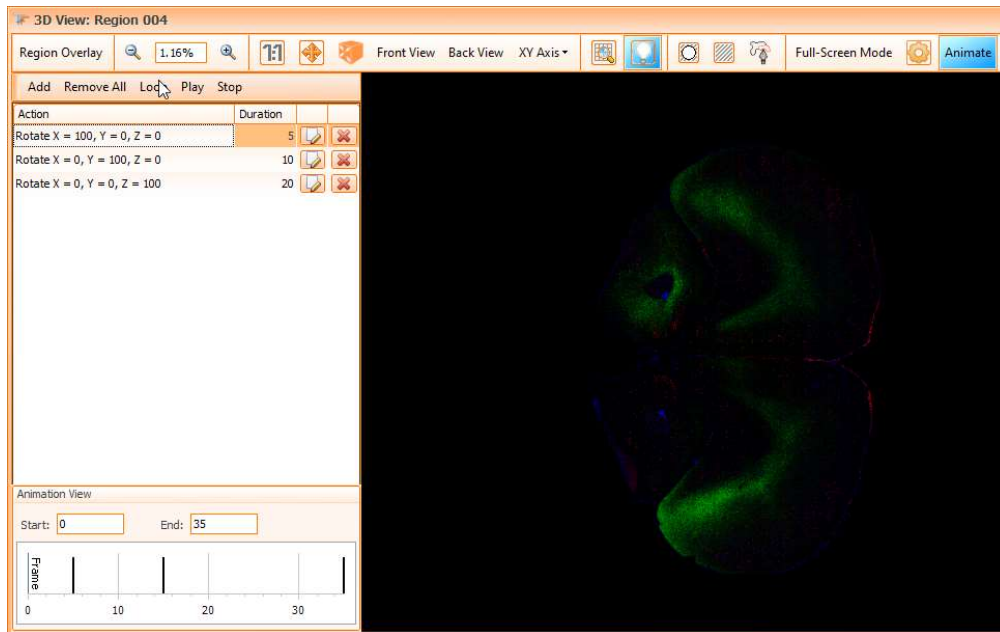 3D View: Region 004
Region Overlay 1.16% 1:1 Front View Back View XY Axis Full-Screen Mode Animate
Add Remove All Loop Play Stop
Action Duration
Rotate X = 100, Y = 0, Z = 0 5
Rotate X = 0, Y = 100, Z = 0 10
Rotate X = 0, Y = 0, Z = 100 20
Animation View
Start: 0 End: 35
Frame
0 10 20 30